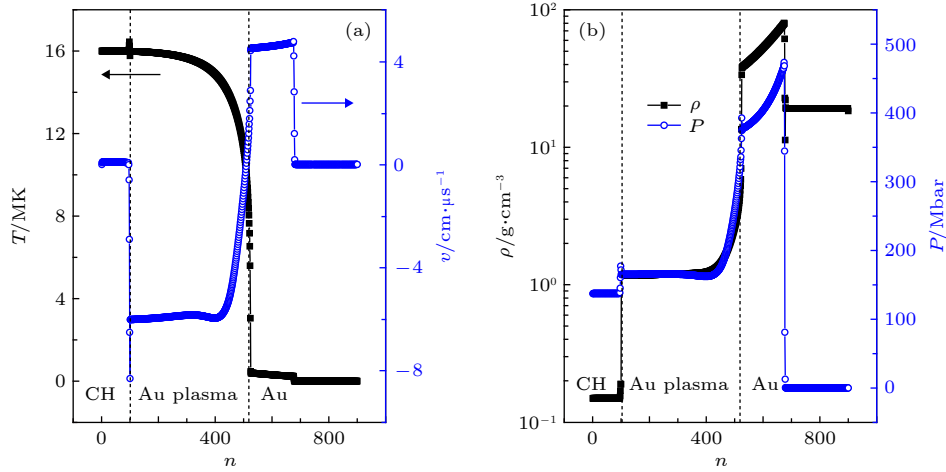 (a)
16
12
8
4
0
T/MK
4
0
−4
−8
v/cm·μs⁻¹
CH
Au plasma
Au
0
400
800
n
(b)
10²
10¹
10⁰
10⁻¹
ρ/g·cm⁻³
ρ
P
500
400
300
200
100
0
P/Mbar
CH
Au plasma
Au
0
400
800
n